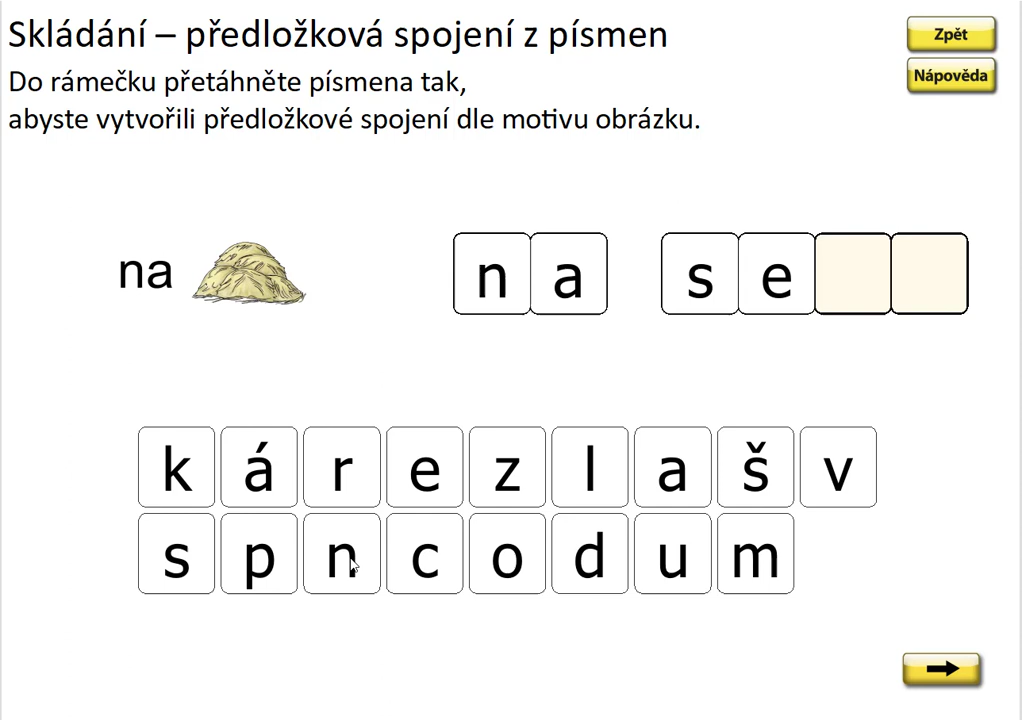 Skládání – předložková spojení z písmen
Zpět
Do rámečku přetáhněte písmena tak,
Nápověda
abyste vytvořili předložkové spojení dle motivu obrázku.
na n a s e
k á r e z l a š v
s p n c o d u m